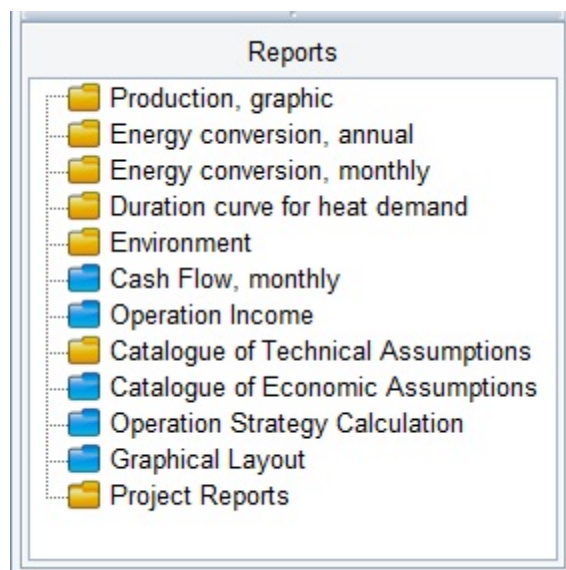 Reports
Production, graphic
Energy conversion, annual
Energy conversion, monthly
Duration curve for heat demand
Environment
Cash Flow, monthly
Operation Income
Catalogue of Technical Assumptions
Catalogue of Economic Assumptions
Operation Strategy Calculation
Graphical Layout
Project Reports